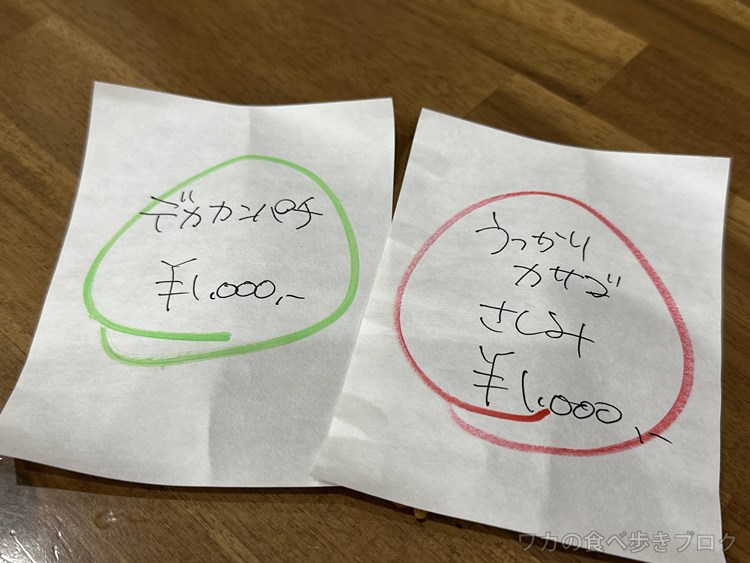 デカカンパチ
¥1.000,-
うっかり
カサゴ
さしみ
¥1.000,-
ワカの食べ歩きブログ